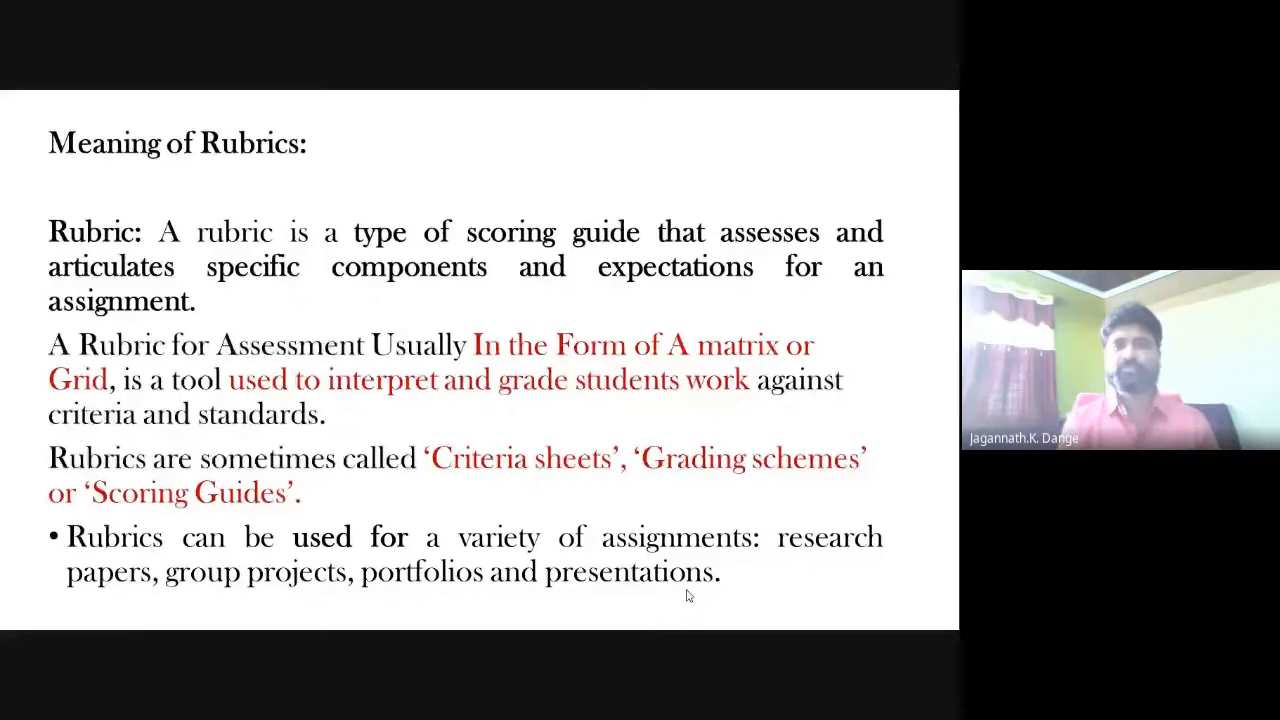 Meaning of Rubrics:
Rubric: A rubric is a type of scoring guide that assesses and
articulates specific components and expectations for an
assignment.
A Rubric for Assessment Usually In the Form of A matrix or
Grid, is a tool used to interpret and grade students work against
criteria and standards.
Rubrics are sometimes called ‘Criteria sheets’, ‘Grading schemes’
or ‘Scoring Guides’.
• Rubrics can be used for a variety of assignments: research
papers, group projects, portfolios and presentations.
Jagannath.K. Dange